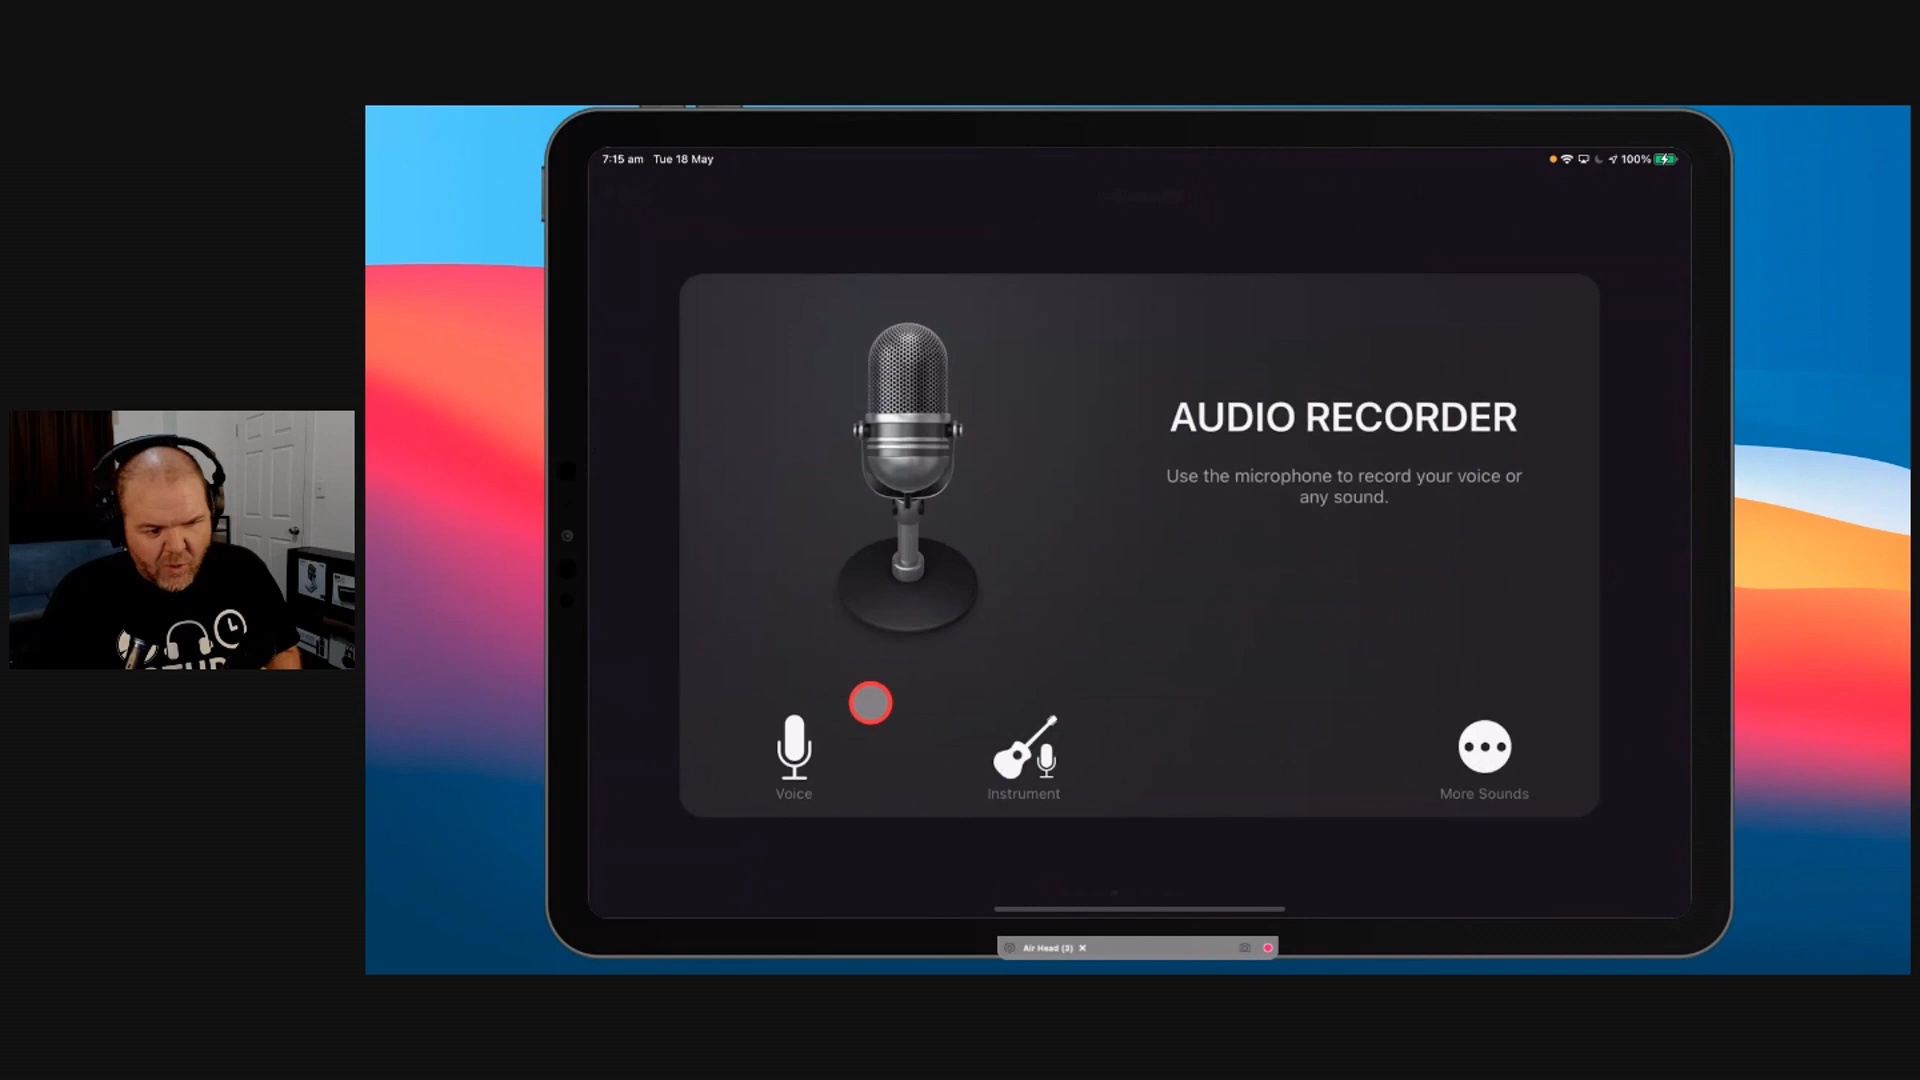 7:15 am Tue 18 May
100%
AUDIO RECORDER
Use the microphone to record your voice or
any sound.
Voice
Instrument
More Sounds
Air Head (3)